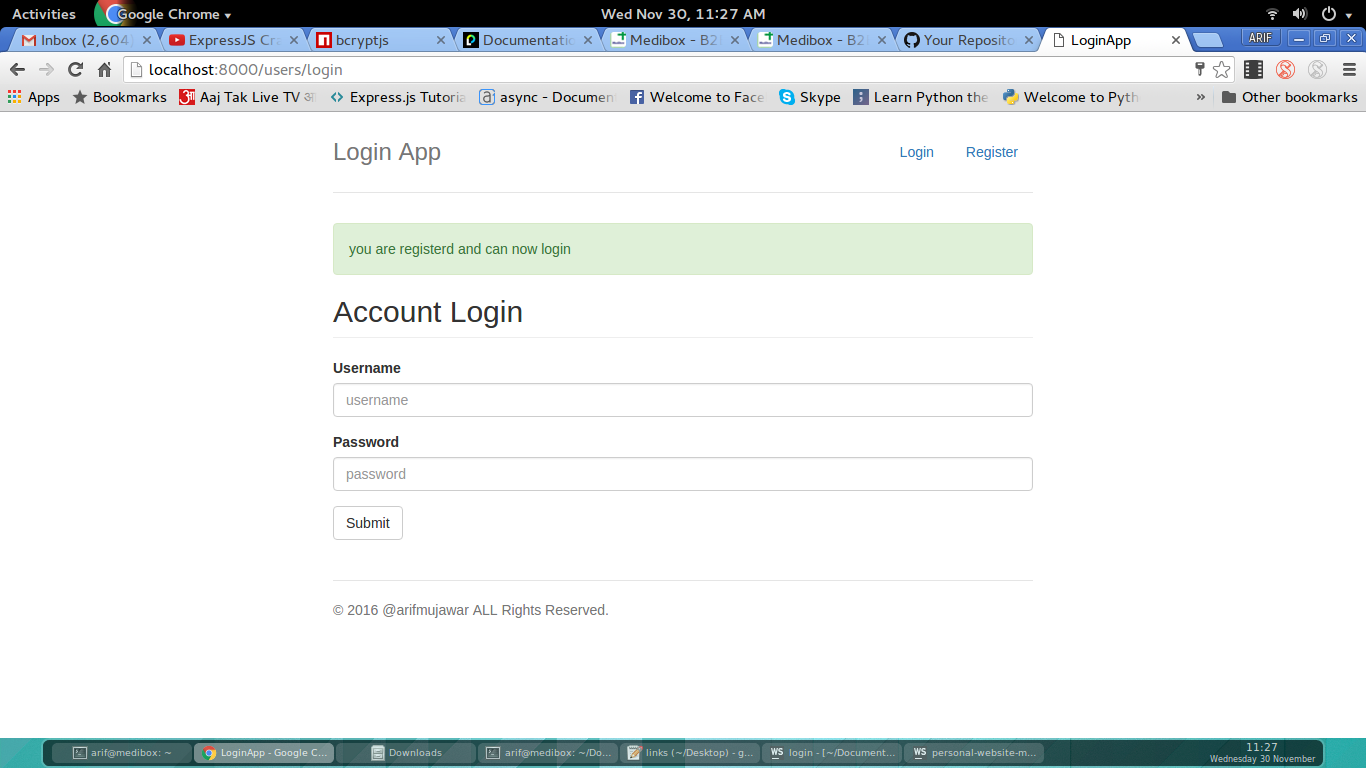 Activities Google Chrome Wed Nov 30, 11:27 AM
Inbox (2,604) ExpressJS Cra bcryptjs Documentatio Medibox - B2 Medibox - B2 Your Reposito LoginApp ARIF
localhost:8000/users/login
Apps Bookmarks Aaj Tak Live TV Express.js Tutoria async - Documen Welcome to Face Skype Learn Python the Welcome to Pyth » Other bookmarks
Login App Login Register
you are registerd and can now login
Account Login
Username
username
Password
password
Submit
© 2016 @arifmujawar ALL Rights Reserved.
arif@medibox: ~ LoginApp - Google C... Downloads arif@medibox: ~/Do... links (~/Desktop) - g... WS login - [~/Document... WS personal-website-m... 11:27
Wednesday 30 November